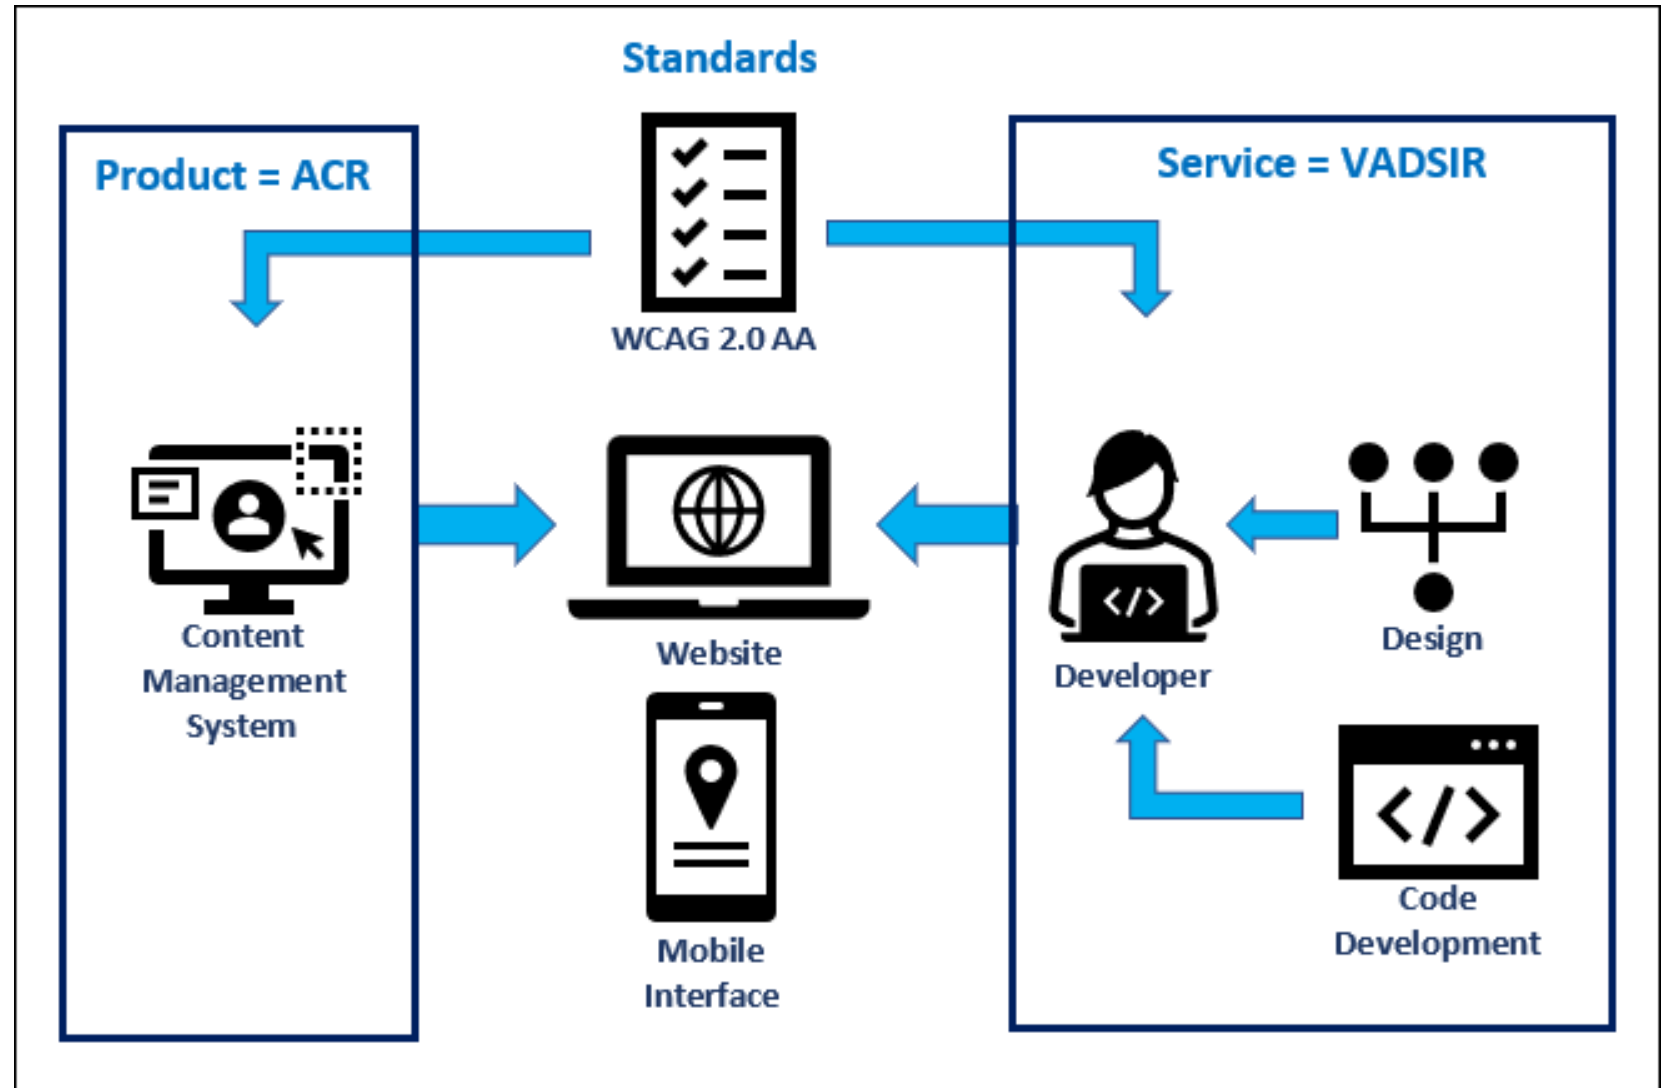 Standards
Product = ACR
Service = VADSIR
WCAG 2.0 AA
Content
Management
System
Website
</>
Developer
Design
Mobile
Interface
</>
Code
Development